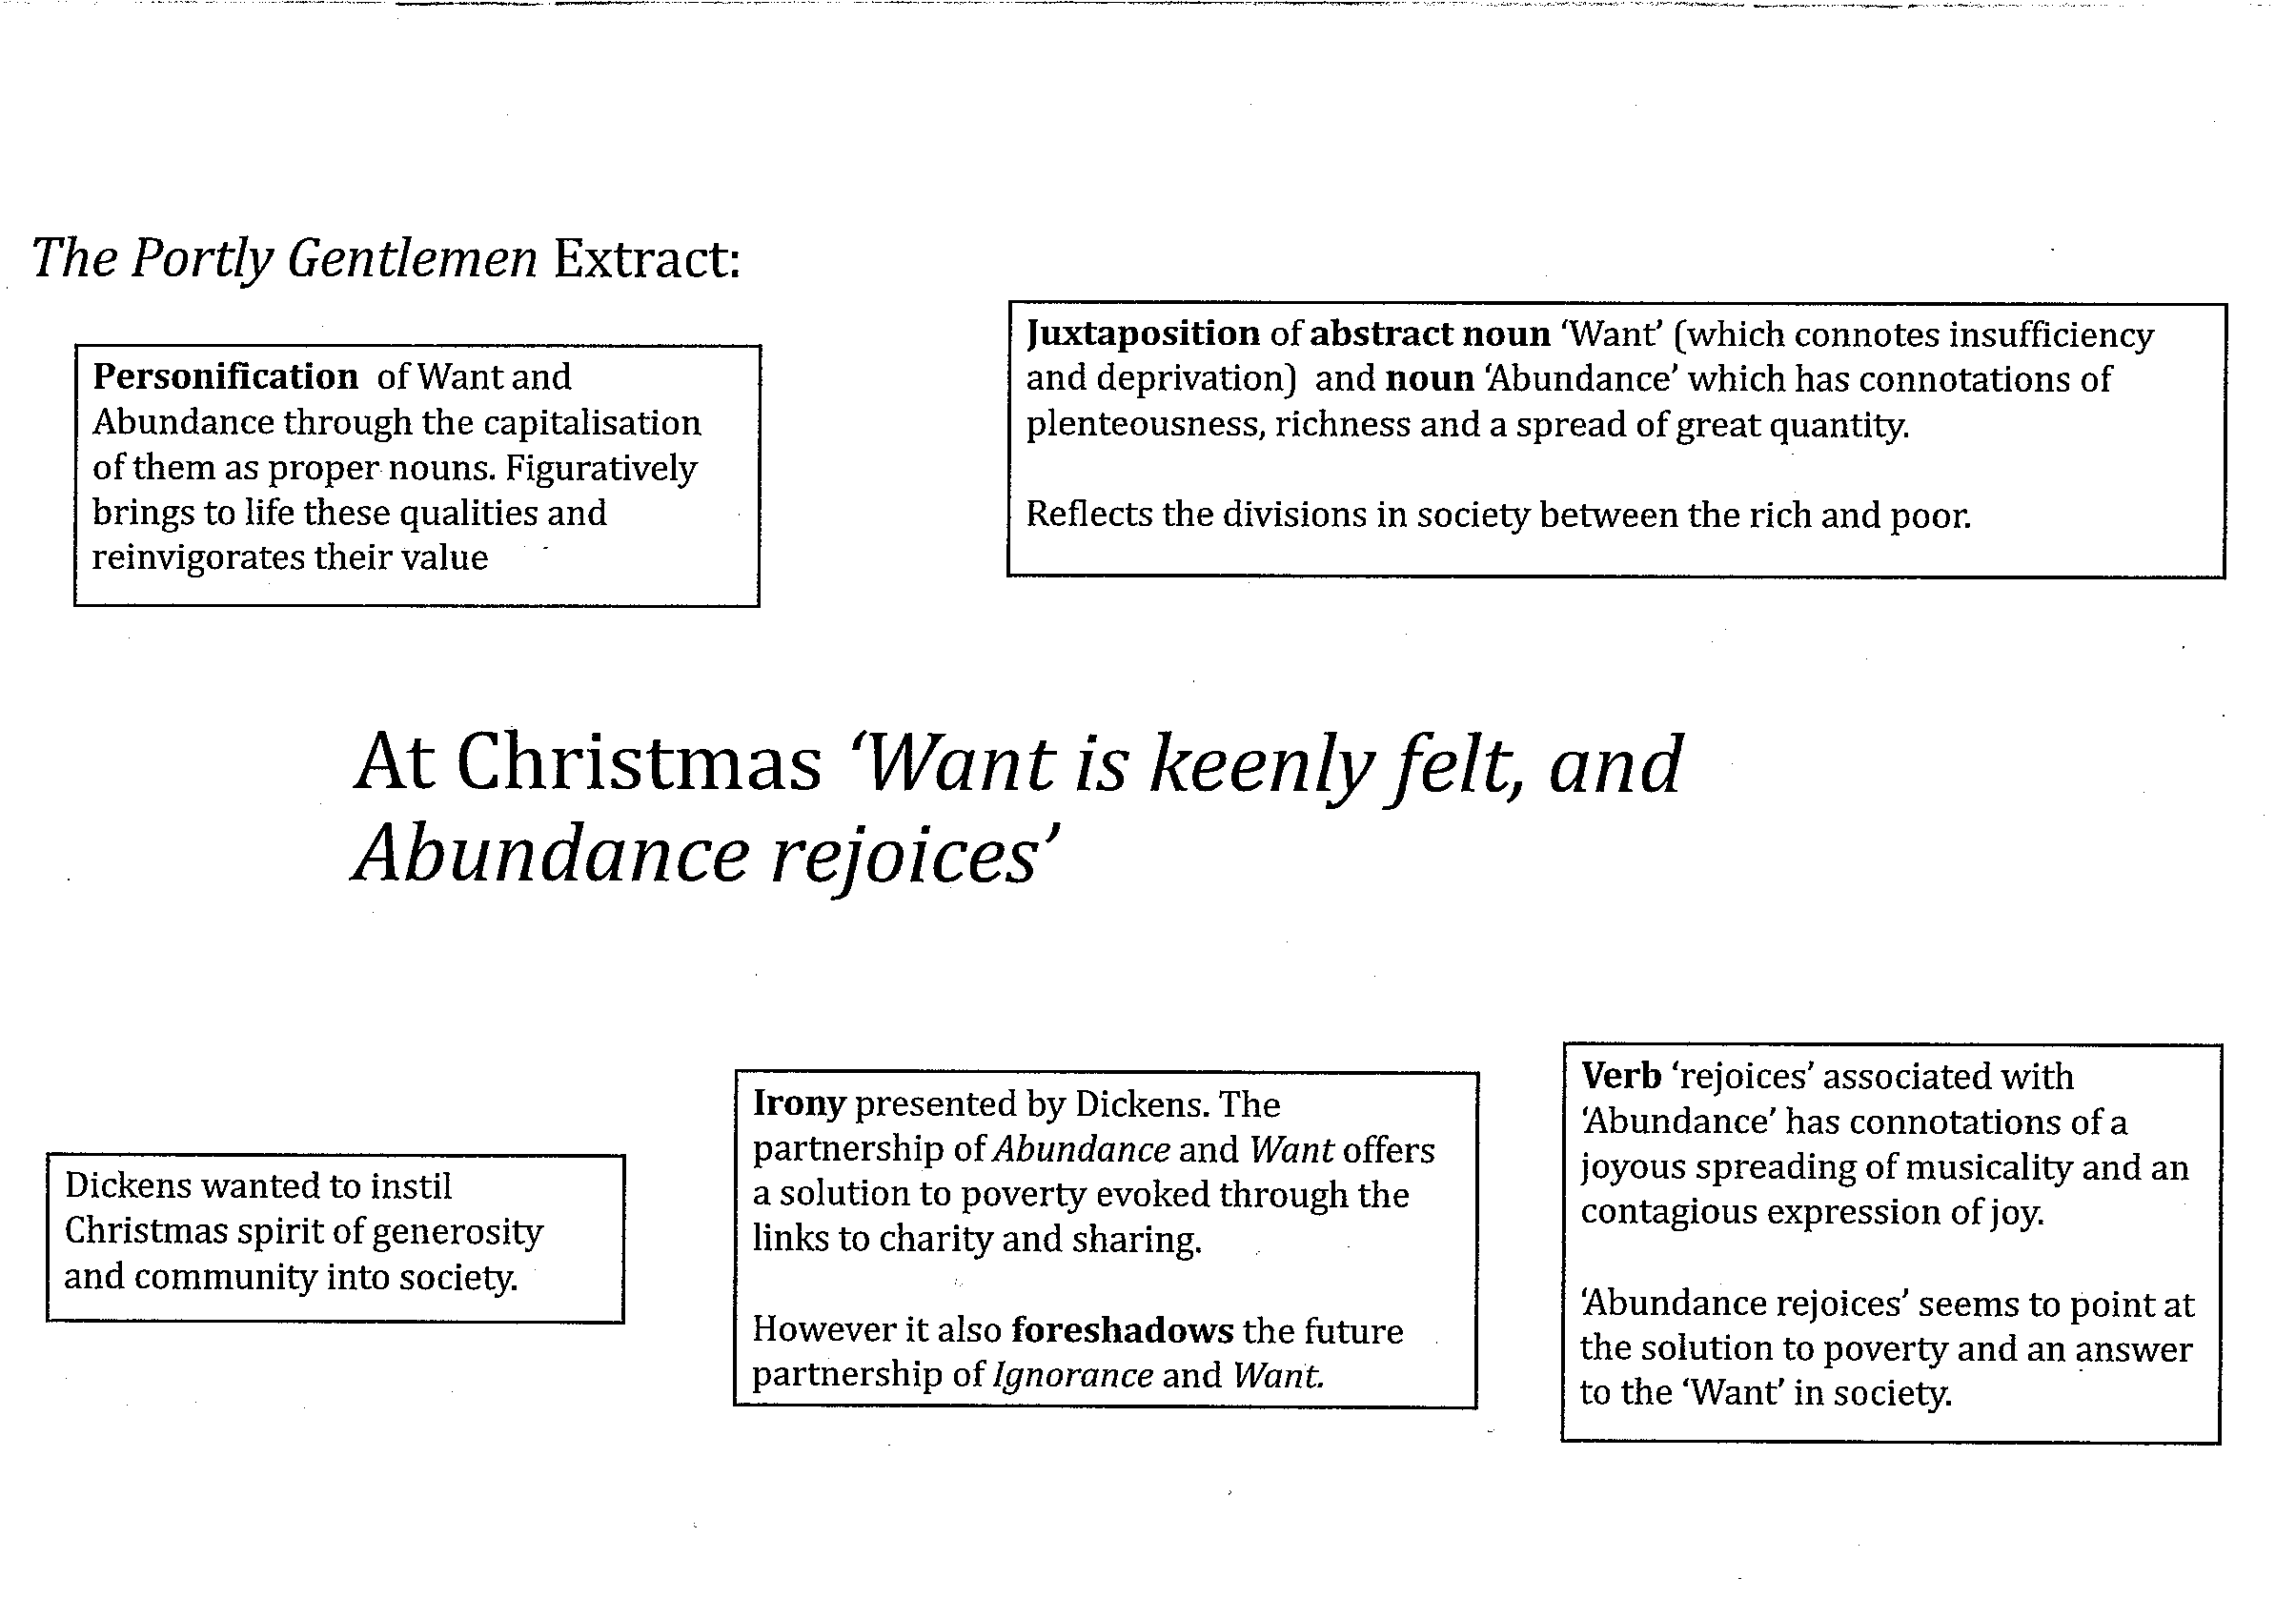 The Portly Gentlemen Extract:
Personification of Want and
Abundance through the capitalisation
of them as proper nouns. Figuratively
brings to life these qualities and
reinvigorates their value
Juxtaposition of abstract noun ‘Want’ (which connotes insufficiency
and deprivation) and noun ‘Abundance’ which has connotations of
plenteousness, richness and a spread of great quantity.
Reflects the divisions in society between the rich and poor.
At Christmas ‘Want is keenly felt, and
Abundance rejoices’
Dickens wanted to instil
Christmas spirit of generosity
and community into society.
Irony presented by Dickens. The
partnership of Abundance and Want offers
a solution to poverty evoked through the
links to charity and sharing.
However it also foreshadows the future
partnership of Ignorance and Want.
Verb ‘rejoices’ associated with
‘Abundance’ has connotations of a
joyous spreading of musicality and an
contagious expression of joy.
‘Abundance rejoices’ seems to point at
the solution to poverty and an answer
to the ‘Want’ in society.